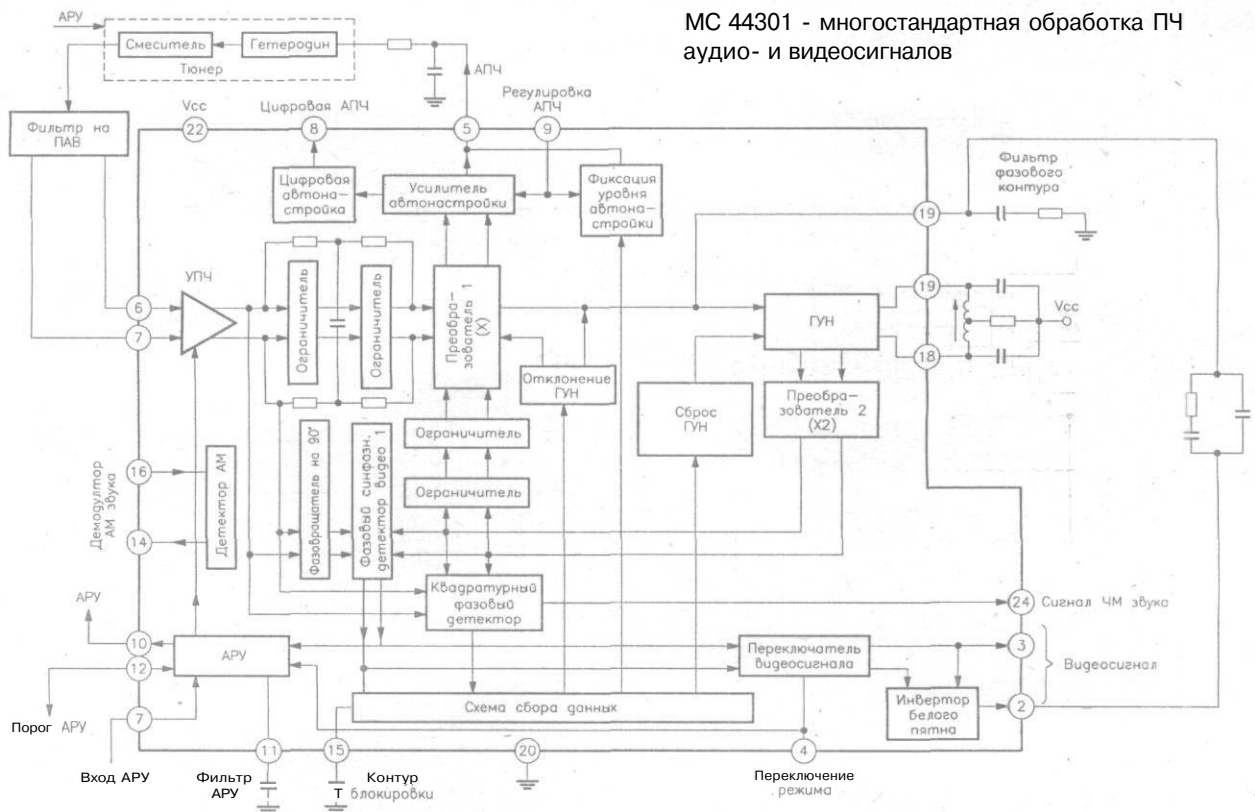 МС 44301 - многостандартная обработка ПЧ
аудио- и видеосигналов
АРУ
Смеситель
Гетеродин
Тюнер
АПЧ
Фильтр на
ПАВ
Vcc
22
Цифровая АПЧ
8
5
Регулировка
АПЧ
9
Цифровая
автона-
стройка
Усилитель
автонастройки
Фиксация
уровня
автона-
стройки
Фильтр
фазового
контура
19
УПЧ
6
7
Ограничитель
Ограничитель
Преобра-
зователь 1
(X)
ГУН
19
18
Vcc
Отклонение
ГУН
Сброс
ГУН
Преобра-
зователь 2
(X2)
Ограничитель
Ограничитель
Демодултор
АМ звука
16
14
Детектор АМ
Фазовращатель на 90°
Фазовый синфазн.
детектор видео 1
Квадратурный
фазовый
детектор
24
Сигнал ЧМ звука
АРУ
10
12
АРУ
Переключатель
видеосигнала
3
Видеосигнал
Порог АРУ
7
Схема сбора данных
Инвертор
белого
пятна
2
Вход АРУ
Фильтр
АРУ
11
15
Контур
Т блокировки
20
4
Переключение
режима